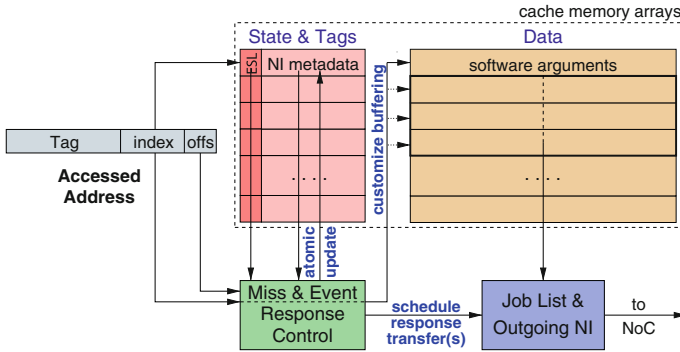 cache memory arrays
State & Tags
Data
ESL
NI metadata
software arguments
customize buffering
Tag
index
offs
Accessed
Address
. . . .
. . . .
atomic
update
Miss & Event
Response
Control
schedule
response
transfer(s)
Job List &
Outgoing NI
to
NoC